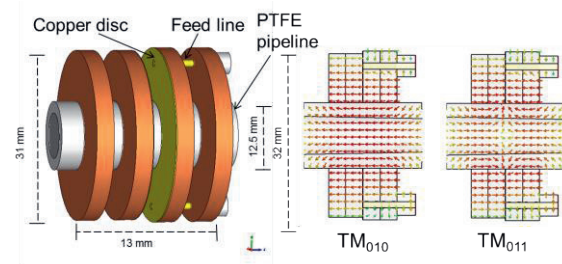 Copper disc
Feed line
PTFE
pipeline
31 mm
12.5 mm
32 mm
13 mm
TM010
TM011